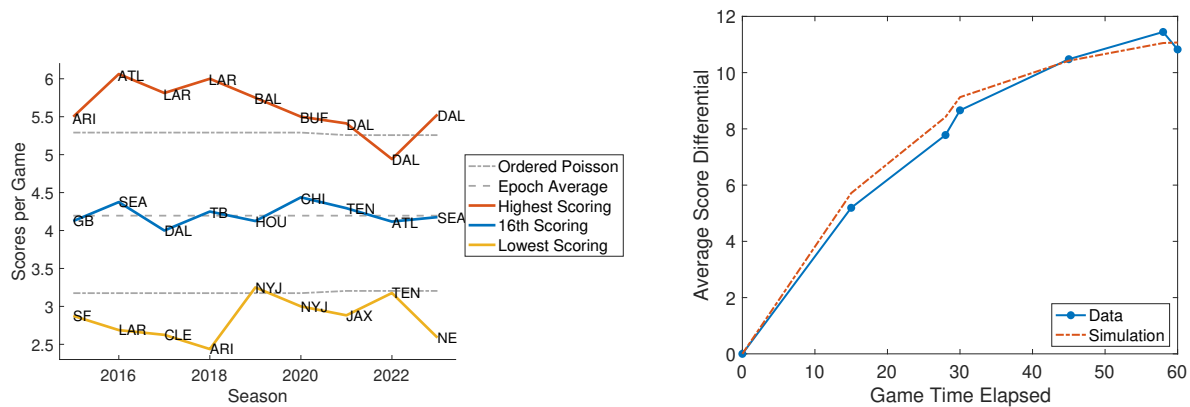 Scores per Game
6
5.5
5
4.5
4
3.5
3
2.5
ARI
ATL
LAR
LAR
BAL
BUF
DAL
DAL
DAL
GB
SEA
DAL
TB
HOU
CHI
TEN
ATL
SEA
SF
LAR
CLE
ARI
NYJ
NYJ
JAX
TEN
NE
2016 2018 2020 2022
Season
Ordered Poisson
Epoch Average
Highest Scoring
16th Scoring
Lowest Scoring
Average Score Differential
12
10
8
6
4
2
0
0 10 20 30 40 50 60
Game Time Elapsed
Data
Simulation